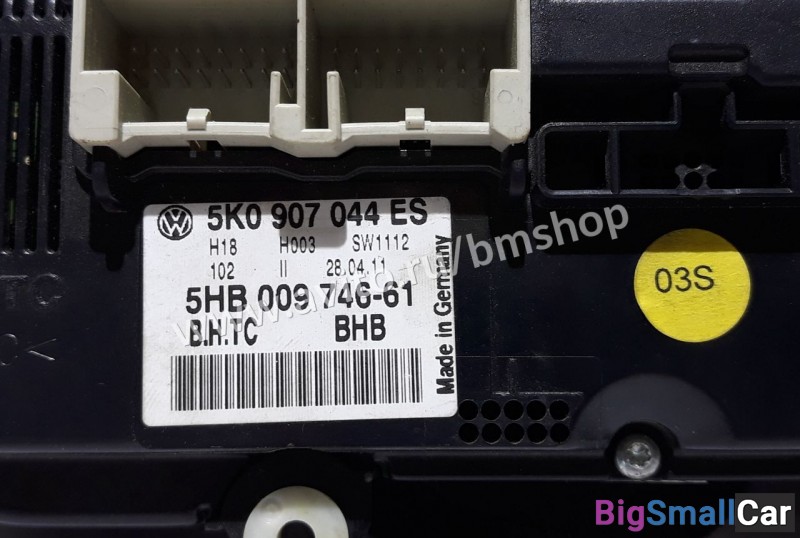 5K0 907 044 ES
H18 H003 SW1112
102 II 28.04.11
5HB 009 746-61
B.H.TC BHB
Made in Germany
03S
www.avito.ru/bmshop
BigSmallCar